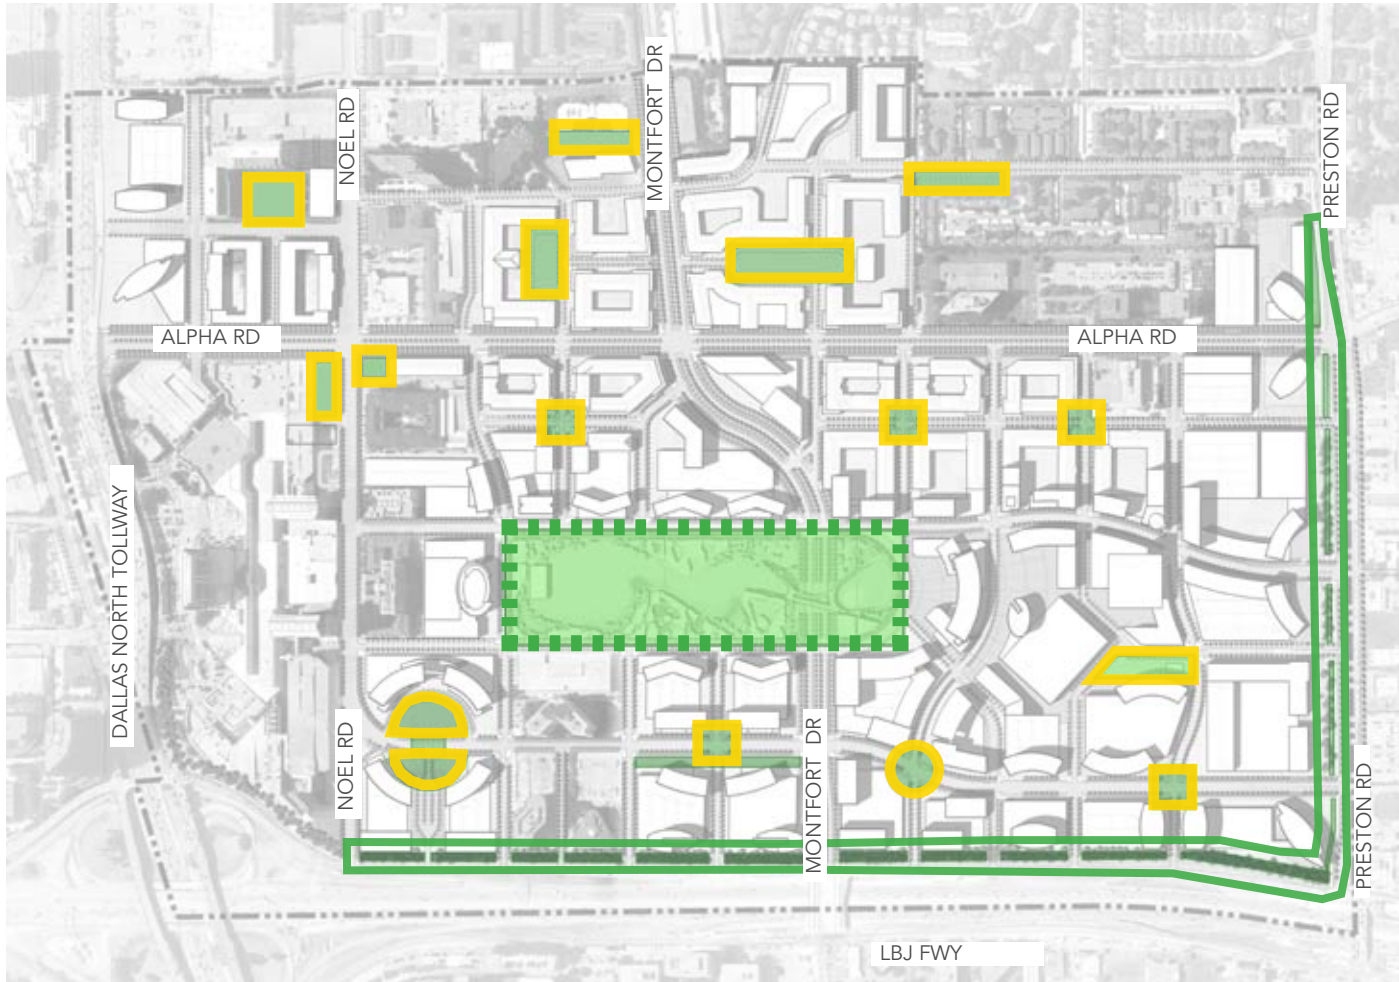 MONTFORT DR
NOEL RD
PRESTON RD
ALPHA RD
ALPHA RD
DALLAS NORTH TOLLWAY
NOEL RD
MONTFORT DR
PRESTON RD
LBJ FWY